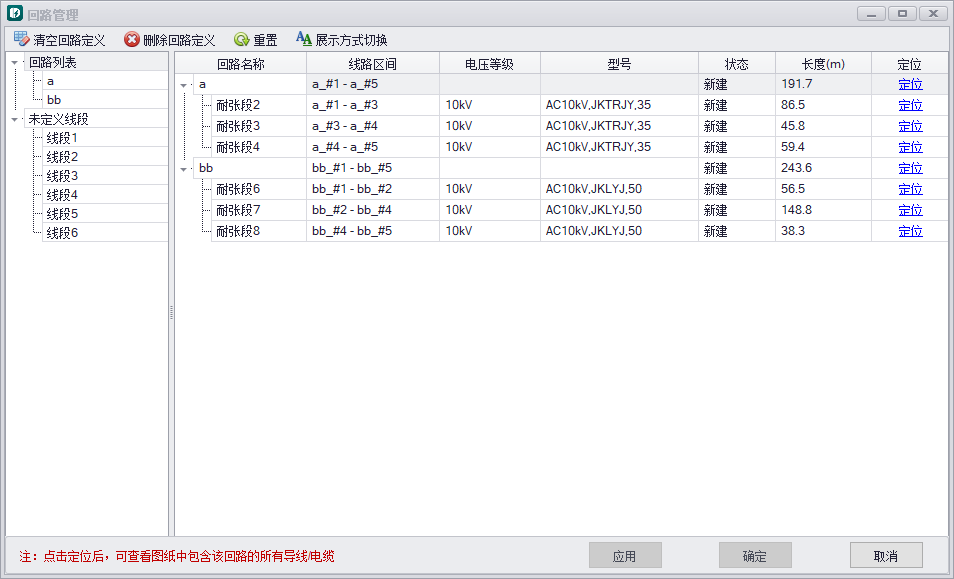 回路管理
清空回路定义 删除回路定义 重置 展示方式切换
回路列表
a
bb
未定义线段
线段1
线段2
线段3
线段4
线段5
线段6
回路名称 线路区间 电压等级 型号 状态 长度(m) 定位
a a_#1 - a_#5 新建 191.7 定位
耐张段2 a_#1 - a_#3 10kV AC10kV,JKTRJY,35 新建 86.5 定位
耐张段3 a_#3 - a_#4 10kV AC10kV,JKTRJY,35 新建 45.8 定位
耐张段4 a_#4 - a_#5 10kV AC10kV,JKTRJY,35 新建 59.4 定位
bb bb_#1 - bb_#5 新建 243.6 定位
耐张段6 bb_#1 - bb_#2 10kV AC10kV,JKLYJ,50 新建 56.5 定位
耐张段7 bb_#2 - bb_#4 10kV AC10kV,JKLYJ,50 新建 148.8 定位
耐张段8 bb_#4 - bb_#5 10kV AC10kV,JKLYJ,50 新建 38.3 定位
注：点击定位后，可查看图纸中包含该回路的所有导线/电缆
应用 确定 取消